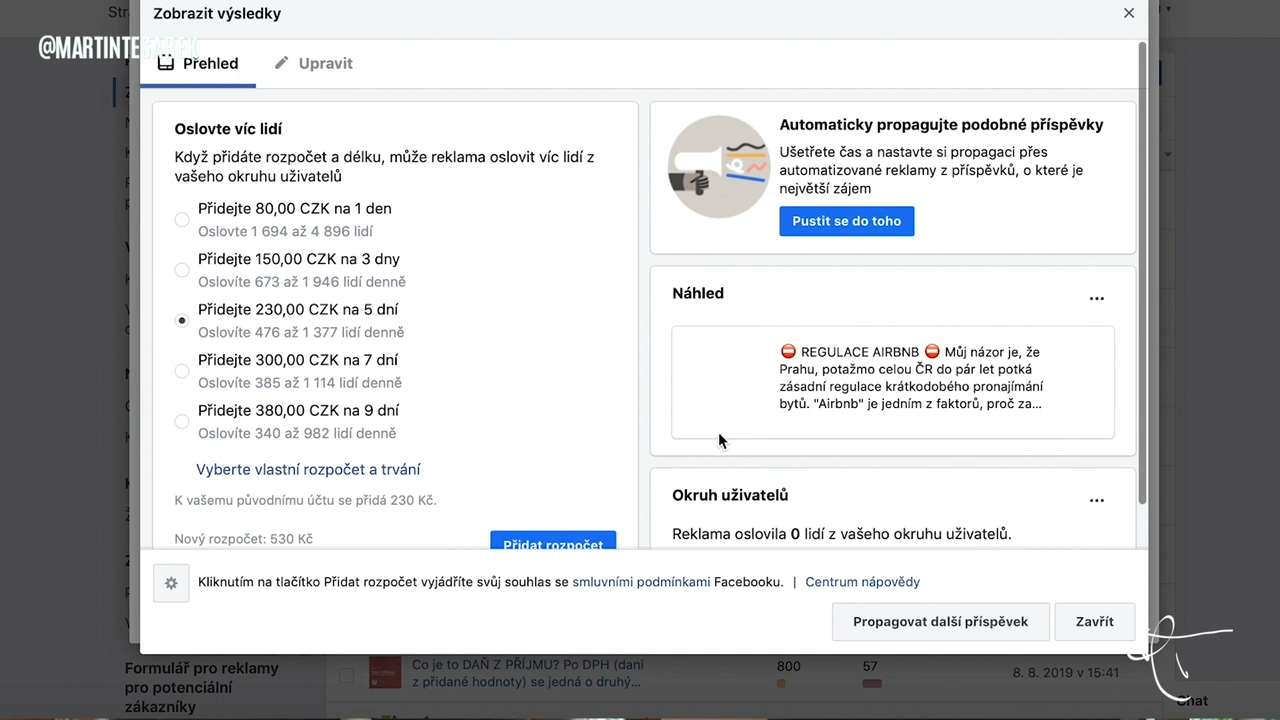 Zobrazit výsledky
@MARTINTE
Přehled
Upravit
Oslovte víc lidí
Když přidáte rozpočet a délku, může reklama oslovit víc lidí z
vašeho okruhu uživatelů
Přidejte 80,00 CZK na 1 den
Oslovte 1 694 až 4 896 lidí
Přidejte 150,00 CZK na 3 dny
Oslovíte 673 až 1 946 lidí denně
Přidejte 230,00 CZK na 5 dní
Oslovíte 476 až 1 377 lidí denně
Přidejte 300,00 CZK na 7 dní
Oslovíte 385 až 1 114 lidí denně
Přidejte 380,00 CZK na 9 dní
Oslovíte 340 až 982 lidí denně
Vyberte vlastní rozpočet a trvání
K vašemu původnímu účtu se přidá 230 Kč.
Nový rozpočet: 530 Kč
Přidat rozpočet
Automaticky propagujte podobné příspěvky
Ušetřete čas a nastavte si propagaci přes
automatizované reklamy z příspěvků, o které je
největší zájem
Pustit se do toho
Náhled
⛔ REGULACE AIRBNB ⛔ Můj názor je, že
Prahu, potažmo celou ČR do pár let potká
zásadní regulace krátkodobého pronajímání
bytů. "Airbnb" je jedním z faktorů, proč za...
Okruh uživatelů
Reklama oslovila 0 lidí z vašeho okruhu uživatelů.
Kliknutím na tlačítko Přidat rozpočet vyjádříte svůj souhlas se smluvními podmínkami Facebooku. | Centrum nápovědy
Propagovat další příspěvek
Zavřít
Formulář pro reklamy
pro potenciální
zákazníky
Co je to DAŇ Z PŘÍJMU? Po DPH (dani
z přidané hodnoty) se jedná o druhý...
800
57
8. 8. 2019 v 15:41
Chat